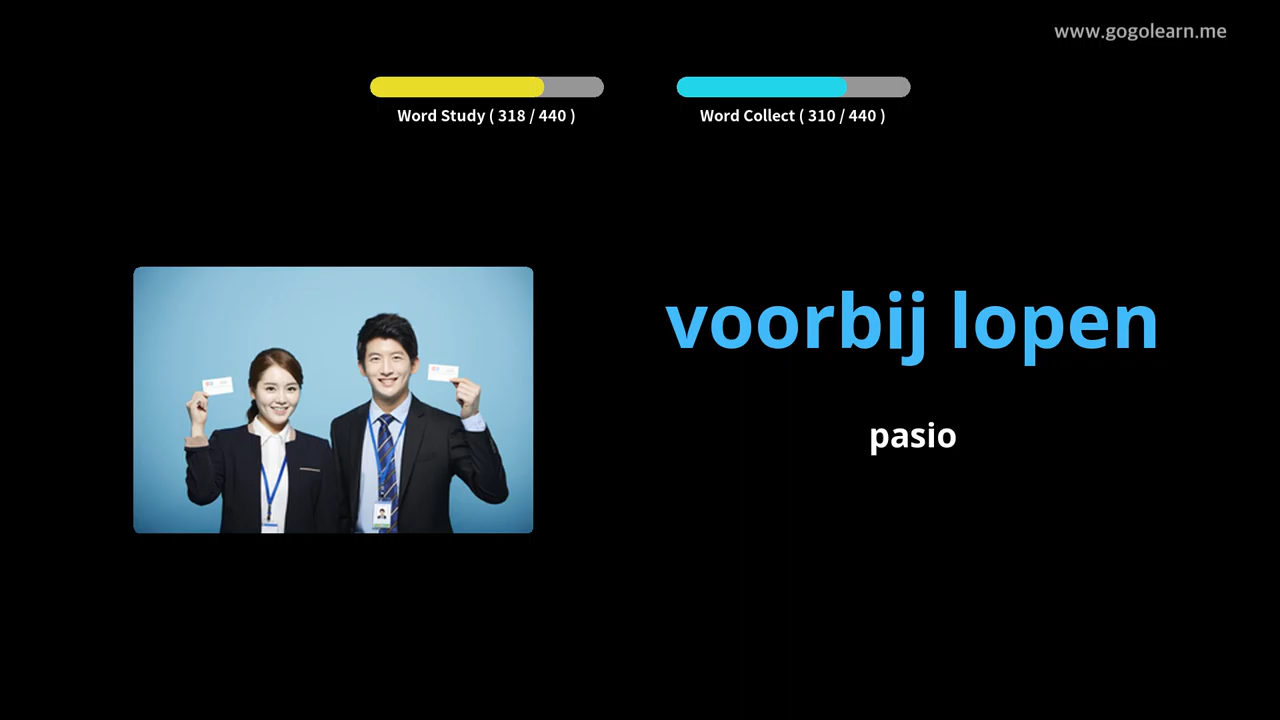 www.gogolearn.me
Word Study ( 318 / 440 )
Word Collect ( 310 / 440 )
voorbij lopen
pasio